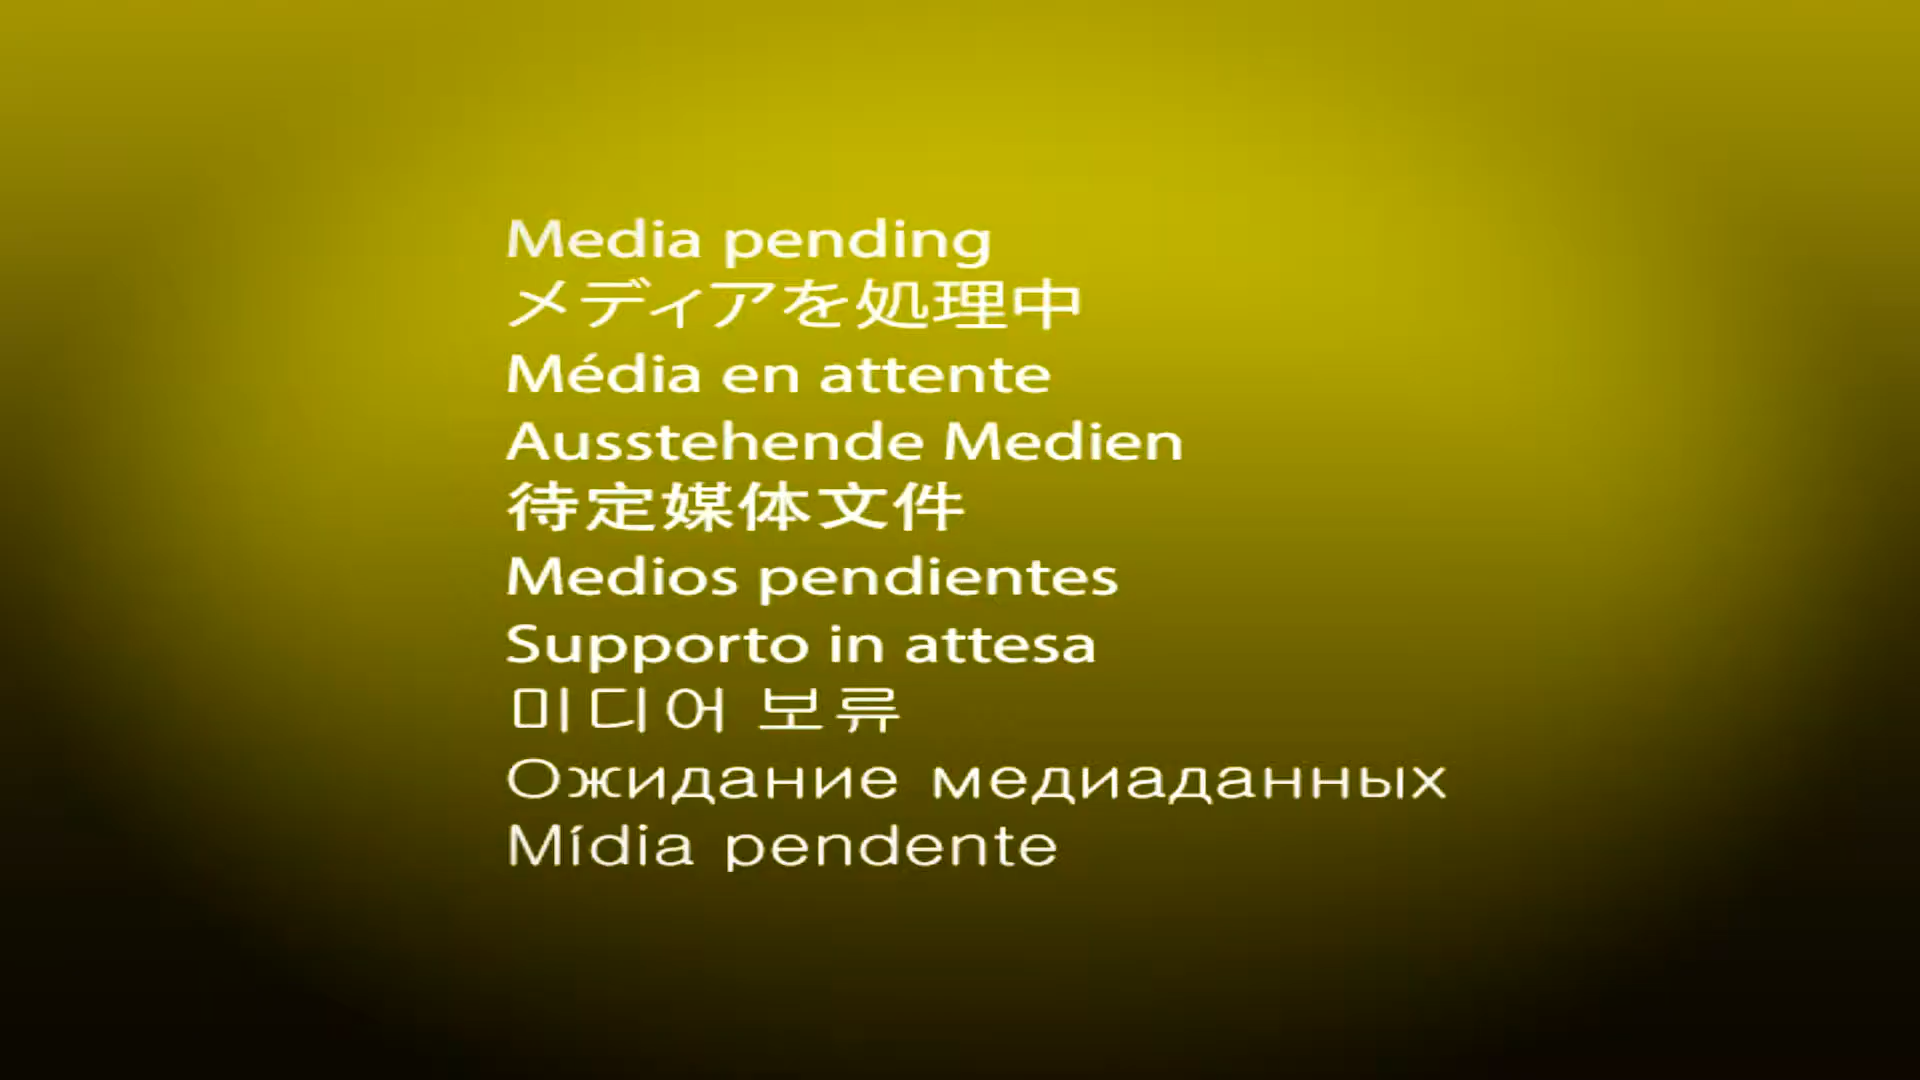 Media pending
メディアを処理中
Média en attente
Ausstehende Medien
待定媒体文件
Medios pendientes
Supporto in attesa
미디어 보류
Ожидание медиаданных
Mídia pendente